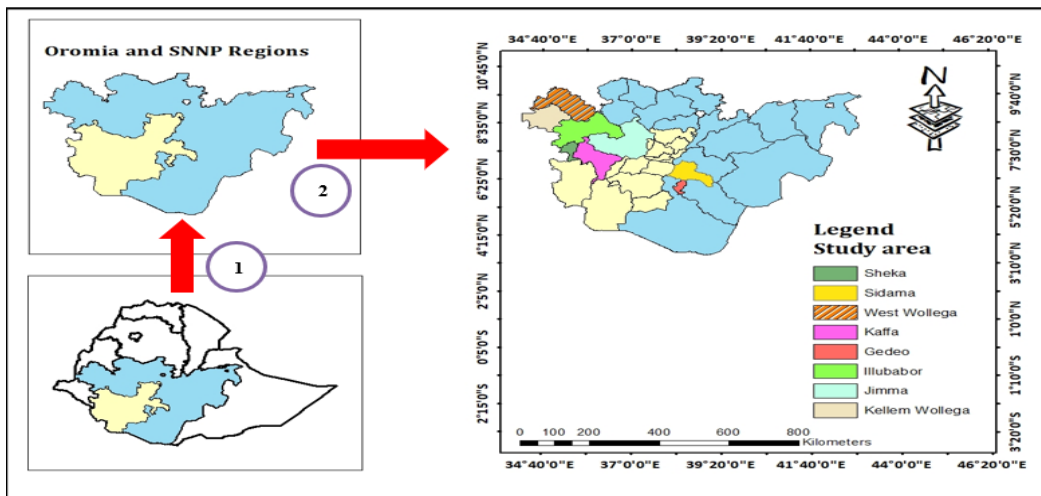 Oromia and SNNP Regions
2
1
34°40'0"E 37°0'0"E 39°20'0"E 41°40'0"E 44°0'0"E 46°20'0"E
10°45'0"N
8°35'0"N
6°25'0"N
4°15'0"N
2°5'0"N
0°5'0"S
2°15'0"S
9°40'0"N
7°30'0"N
5°20'0"N
3°10'0"N
1°0'0"N
1°10'0"S
3°20'0"S
N
Legend
Study area
Sheka
Sidama
West Wollega
Kaffa
Gedeo
Illubabor
Jimma
Kellem Wollega
0 100 200 400 600 800
Kilometers
34°40'0"E 37°0'0"E 39°20'0"E 41°40'0"E 44°0'0"E 46°20'0"E